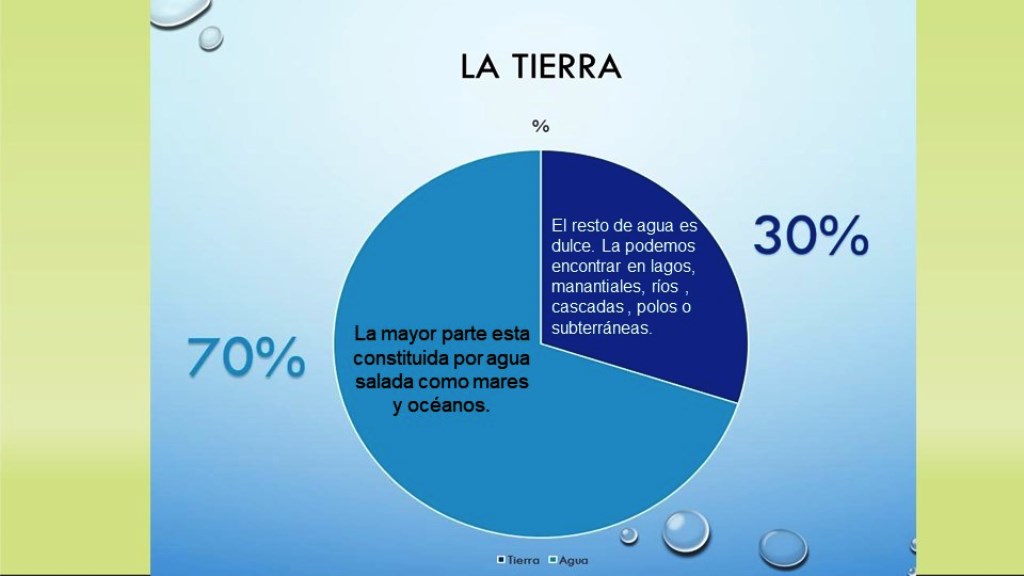 LA TIERRA
%
El resto de agua es
dulce. La podemos
encontrar en lagos,
manantiales, ríos ,
cascadas , polos o
subterráneas.
30%
La mayor parte esta
constituida por agua
salada como mares
y océanos.
70%
Tierra Agua